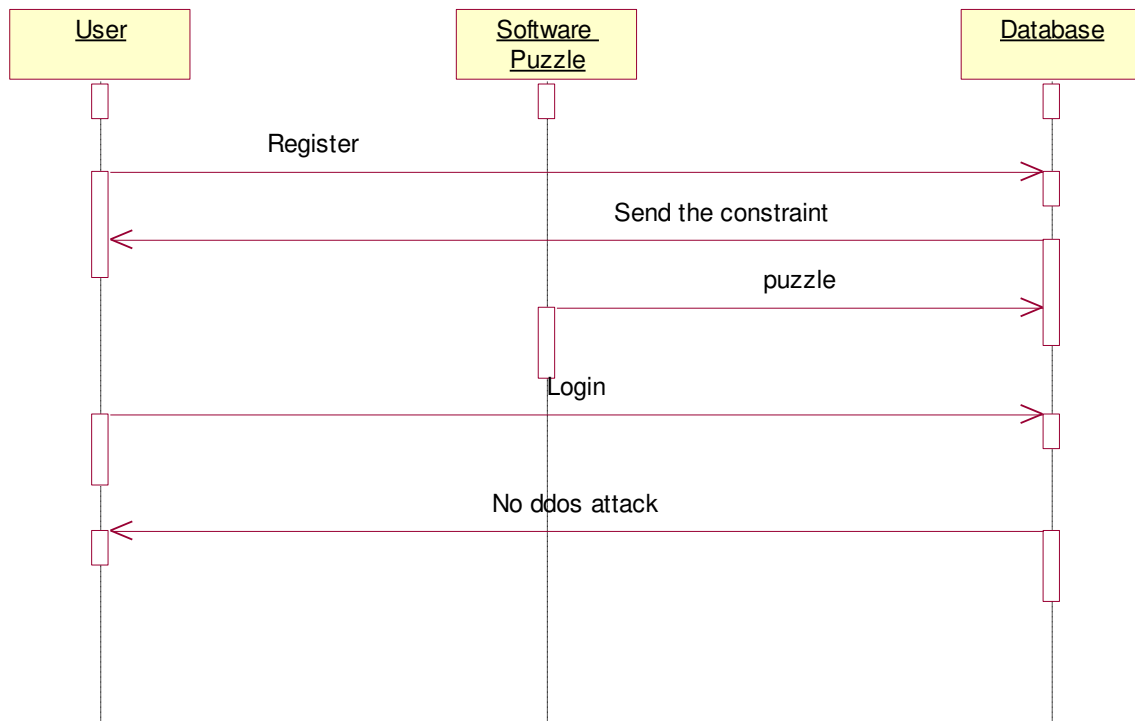 User
Software
Puzzle
Database
Register
Send the constraint
puzzle
Login
No ddos attack